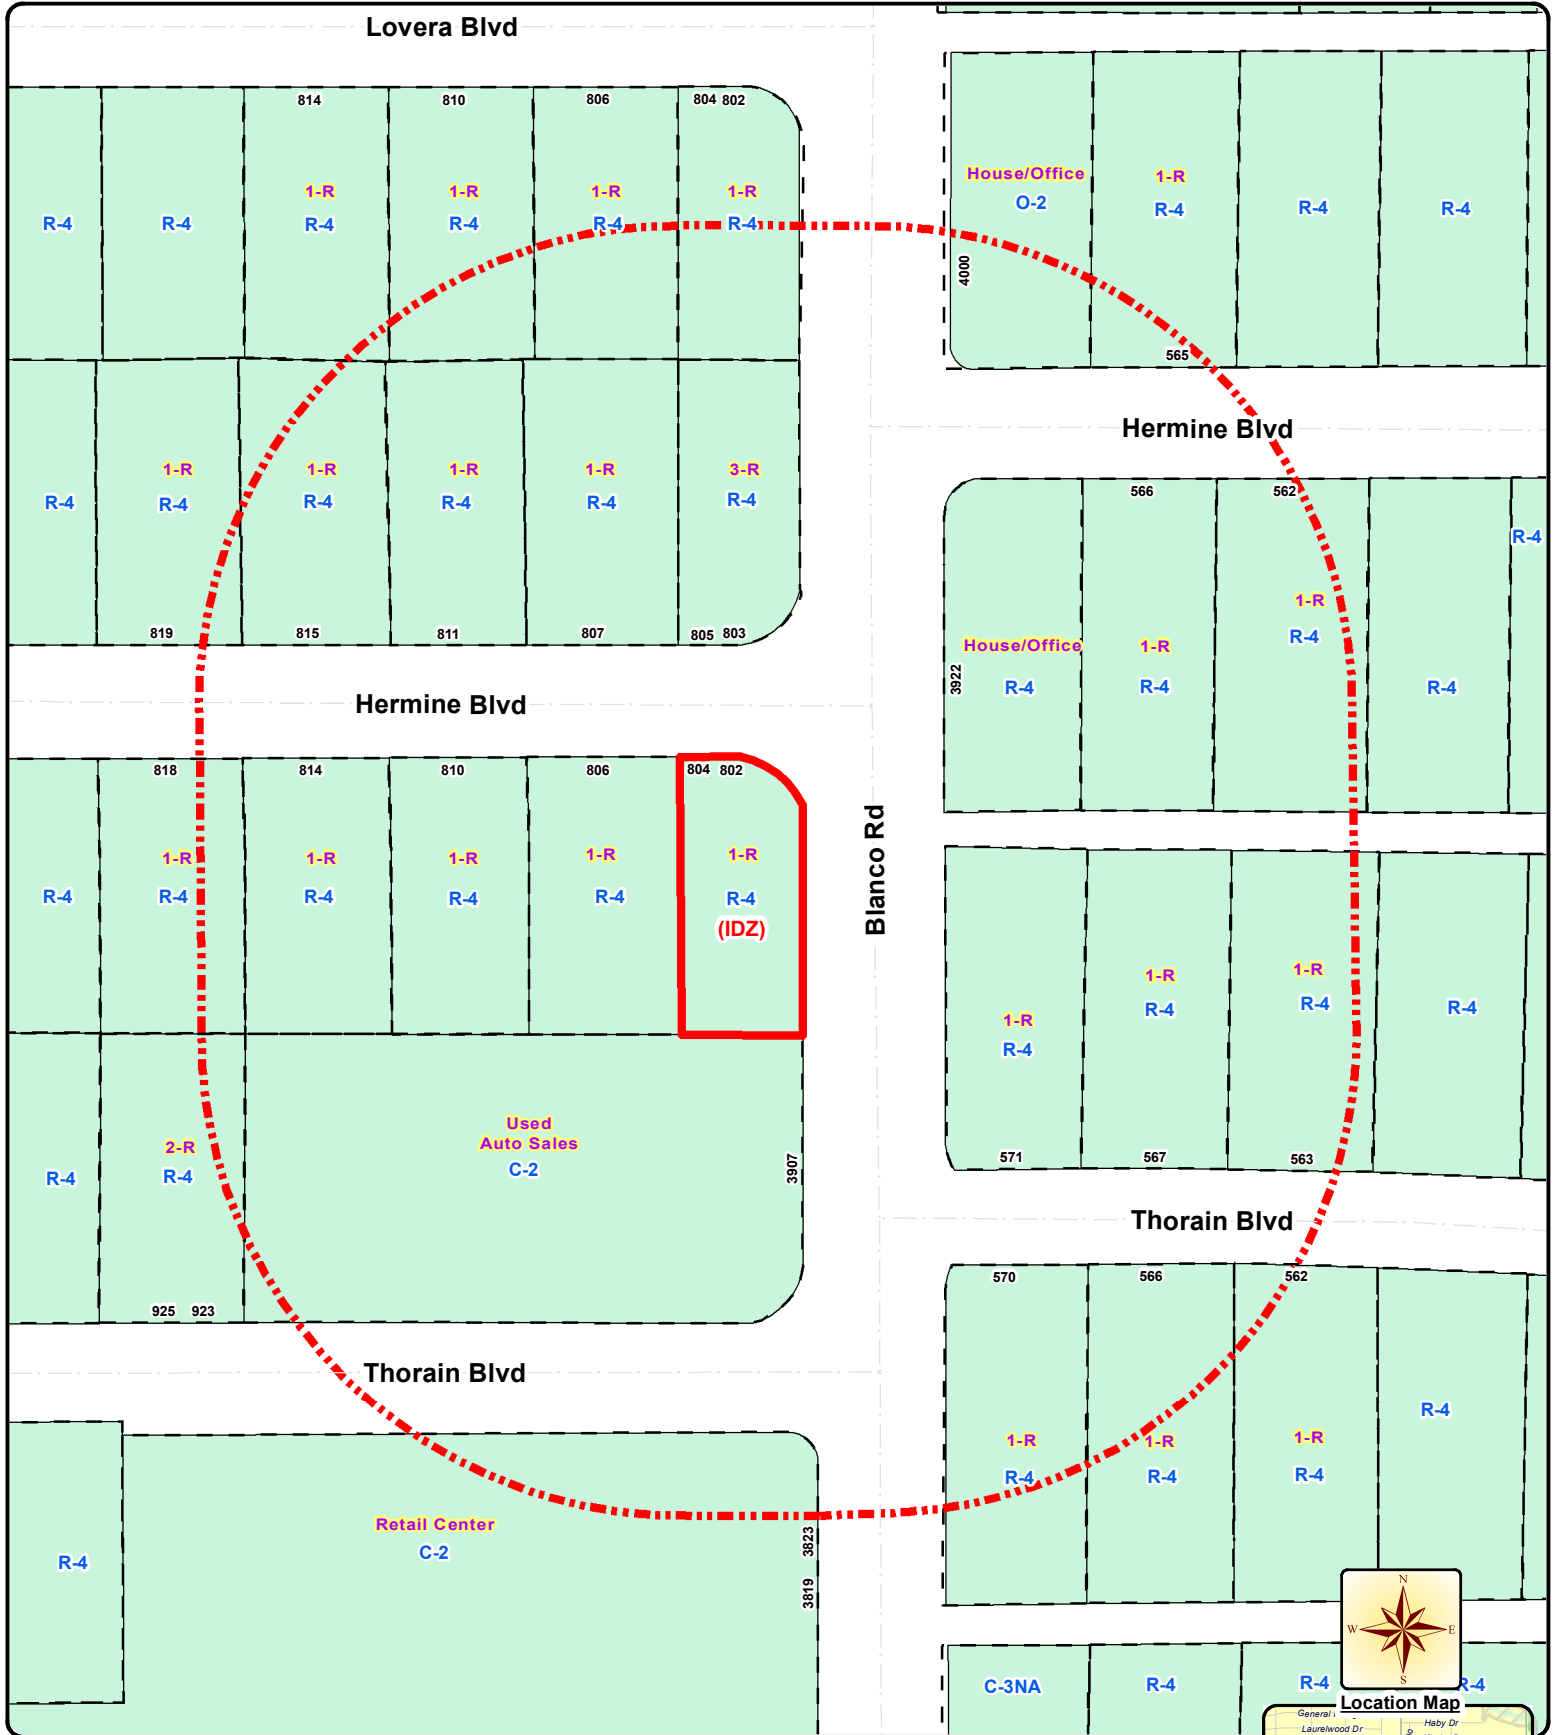 Lovera Blvd
814
810
806
804 802
1-R
1-R
1-R
1-R
R-4
R-4
R-4
R-4
R-4
R-4
House/Office
O-2
1-R
R-4
R-4
R-4
4000
565
1-R
1-R
1-R
1-R
3-R
R-4
R-4
R-4
R-4
R-4
R-4
819
815
811
807
805 803
Hermine Blvd
566
562
R-4
1-R
R-4
House/Office
1-R
R-4
R-4
R-4
3922
Hermine Blvd
818
814
810
806
804 802
1-R
1-R
1-R
1-R
1-R
R-4
R-4
R-4
R-4
R-4
R-4
(IDZ)
Blanco Rd
1-R
R-4
1-R
R-4
1-R
R-4
R-4
571
567
563
2-R
R-4
R-4
Used
Auto Sales
C-2
3907
925 923
Thorain Blvd
Thorain Blvd
570
566
562
1-R
1-R
1-R
R-4
R-4
R-4
R-4
R-4
Retail Center
C-2
3823
3819
C-3NA
R-4
R-4
R-4
N
W
E
S
Location Map
General
Haby Dr
Laurelwood Dr